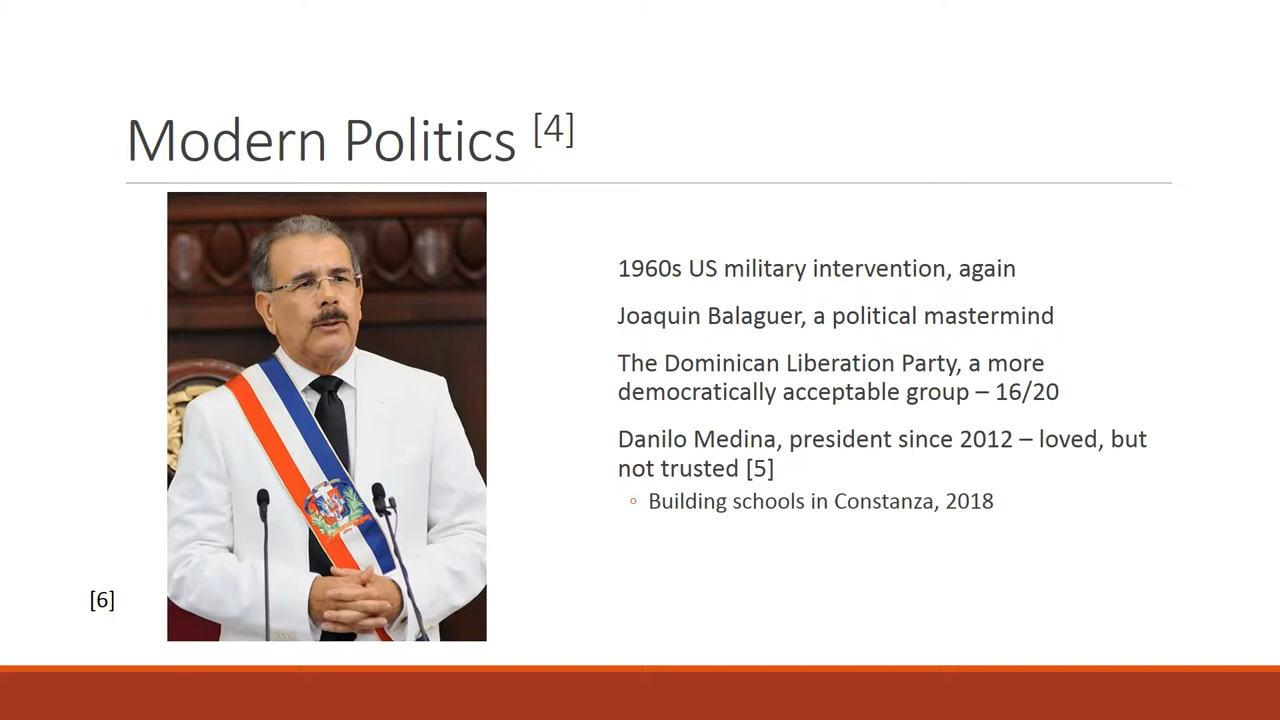 Modern Politics [4]
1960s US military intervention, again
Joaquin Balaguer, a political mastermind
The Dominican Liberation Party, a more
democratically acceptable group – 16/20
Danilo Medina, president since 2012 – loved, but
not trusted [5]
◦ Building schools in Constanza, 2018
[6]